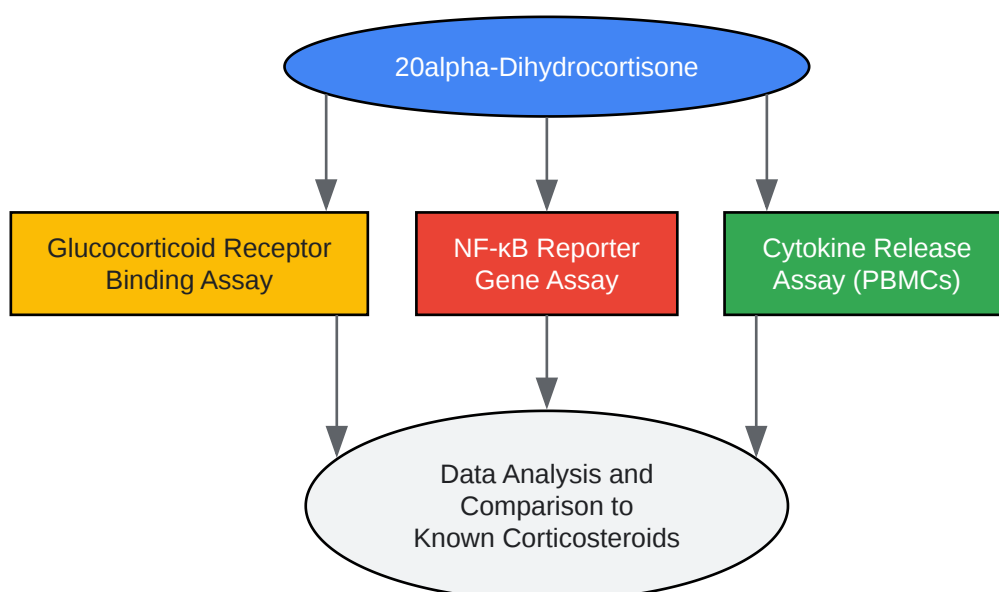 20alpha-Dihydrocortisone
Glucocorticoid Receptor
Binding Assay
NF-κB Reporter
Gene Assay
Cytokine Release
Assay (PBMCs)
Data Analysis and
Comparison to
Known Corticosteroids